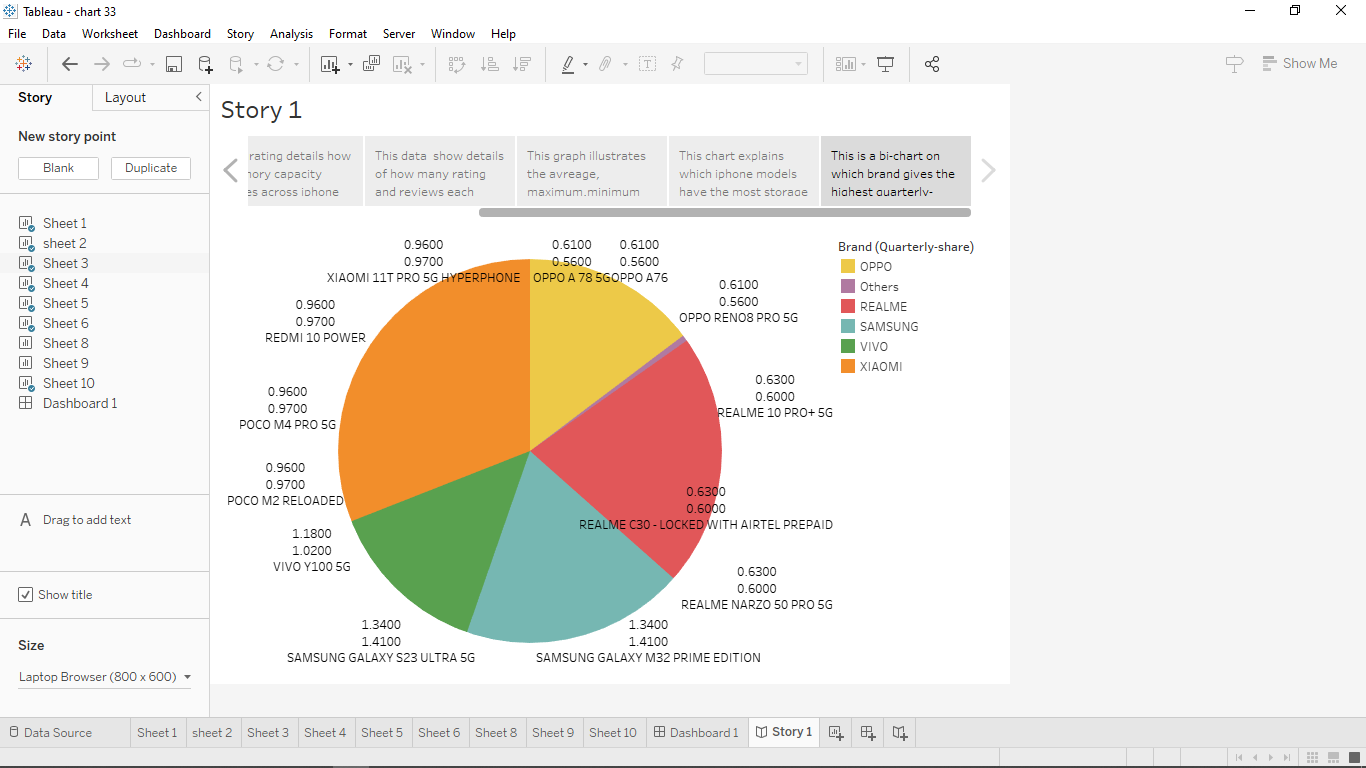 Tableau - chart 33
File Data Worksheet Dashboard Story Analysis Format Server Window Help
Show Me
Story Layout
New story point
Blank Duplicate
Sheet 1
sheet 2
Sheet 3
Sheet 4
Sheet 5
Sheet 6
Sheet 8
Sheet 9
Sheet 10
Dashboard 1
A Drag to add text
Show title
Size
Laptop Browser (800 x 600)
Story 1
rating details how
capacity
across iphone
This data show details
of how many rating
and reviews each
This graph illustrates
the avreage,
maximum,minimum
This chart explains
which iphone models
have the most storage
This is a bi-chart on
which brand gives the
highest quarterly-
0.9600
0.9700
XIAOMI 11T PRO 5G HYPERPHONE
0.6100
0.5600
OPPO A 78 5G
0.6100
0.5600
OPPO A76
0.6100
0.5600
OPPO RENO8 PRO 5G
0.9600
0.9700
REDMI 10 POWER
0.6300
0.6000
REALME 10 PRO+ 5G
0.9600
0.9700
POCO M4 PRO 5G
0.9600
0.9700
POCO M2 RELOADED
0.6300
0.6000
REALME C30 - LOCKED WITH AIRTEL PREPAID
1.1800
1.0200
VIVO Y100 5G
0.6300
0.6000
REALME NARZO 50 PRO 5G
1.3400
1.4100
SAMSUNG GALAXY S23 ULTRA 5G
1.3400
1.4100
SAMSUNG GALAXY M32 PRIME EDITION
Brand (Quarterly-share)
OPPO
Others
REALME
SAMSUNG
VIVO
XIAOMI
Data Source Sheet 1 sheet 2 Sheet 3 Sheet 4 Sheet 5 Sheet 6 Sheet 8 Sheet 9 Sheet 10 Dashboard 1 Story 1